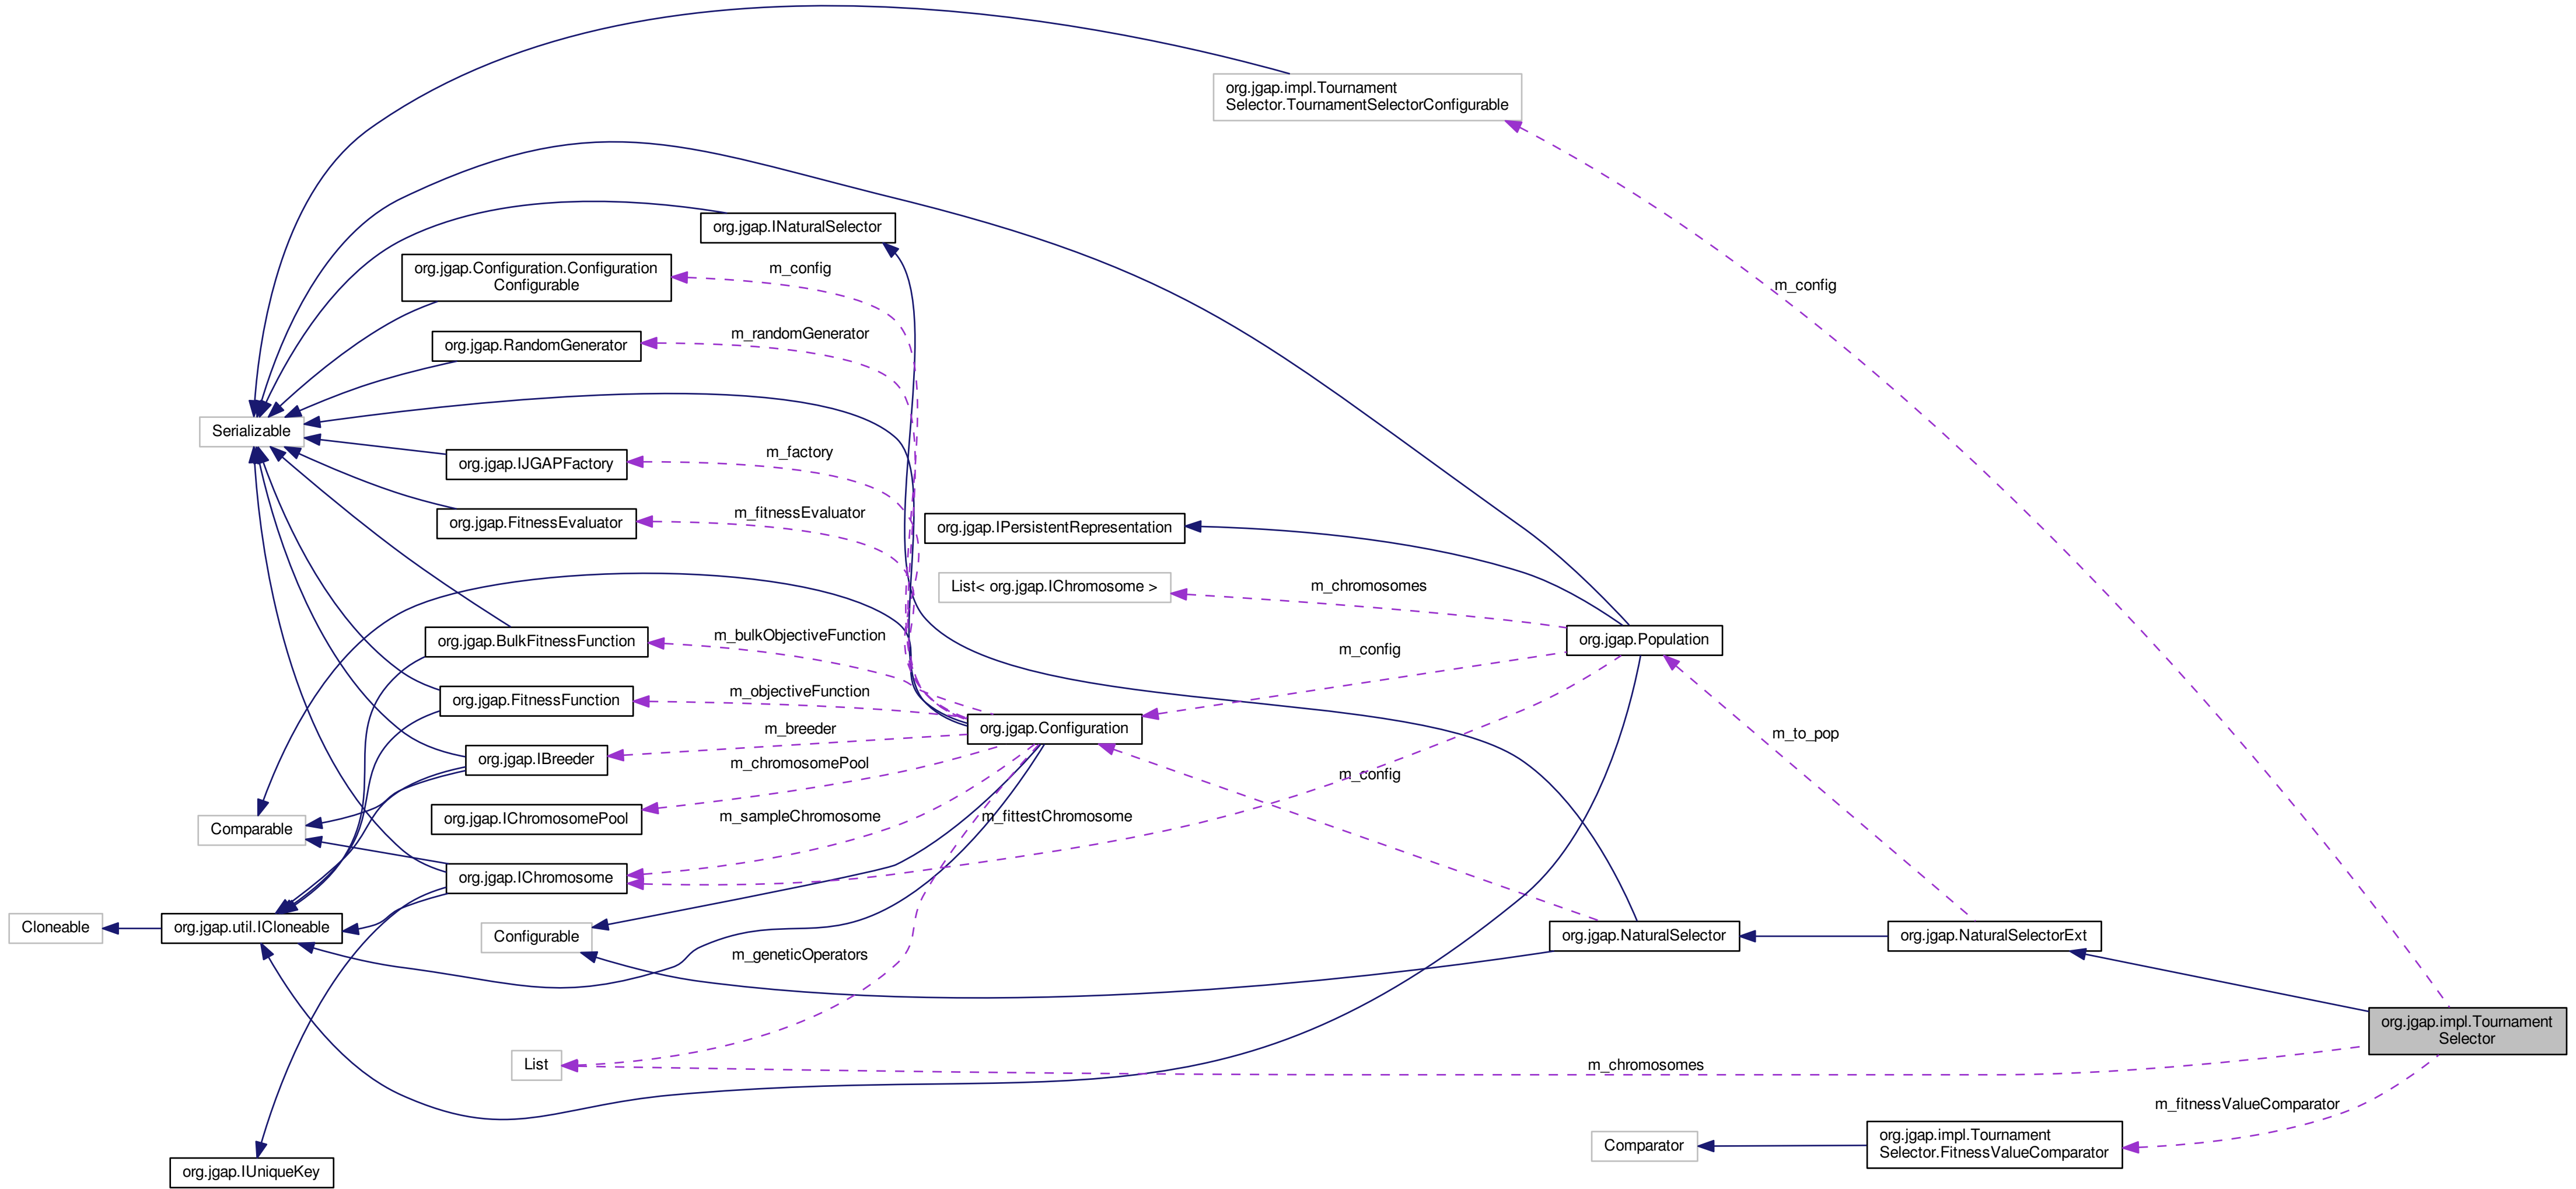 org.jgap.impl.Tournament
Selector.TournamentSelectorConfigurable
org.jgap.INaturalSelector
org.jgap.Configuration.Configuration
Configurable
m_config
m_config
m_randomGenerator
org.jgap.RandomGenerator
Serializable
m_factory
org.jgap.IJGAPFactory
m_fitnessEvaluator
org.jgap.FitnessEvaluator
org.jgap.IPersistentRepresentation
List< org.jgap.IChromosome >
m_chromosomes
m_bulkObjectiveFunction
org.jgap.BulkFitnessFunction
org.jgap.Population
m_config
m_objectiveFunction
org.jgap.FitnessFunction
m_breeder
org.jgap.Configuration
m_to_pop
org.jgap.IBreeder
m_chromosomePool
m_config
org.jgap.IChromosomePool
m_sampleChromosome
m_fittestChromosome
Comparable
org.jgap.IChromosome
Cloneable
org.jgap.util.ICloneable
Configurable
org.jgap.NaturalSelector
org.jgap.NaturalSelectorExt
m_geneticOperators
org.jgap.impl.Tournament
Selector
List
m_chromosomes
m_fitnessValueComparator
Comparator
org.jgap.impl.Tournament
Selector.FitnessValueComparator
org.jgap.IUniqueKey